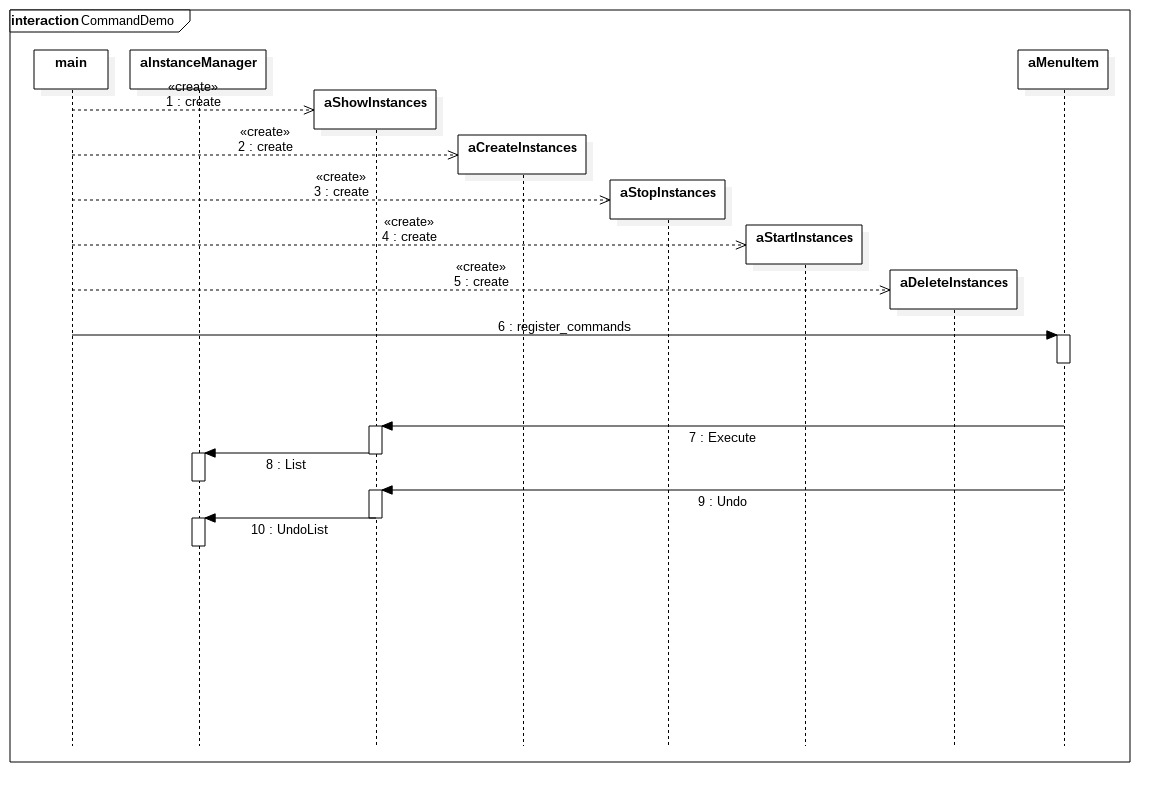 interaction CommandDemo
main
aInstanceManager
aMenuItem
«create»
1 : create
aShowInstances
«create»
2 : create
aCreateInstances
«create»
3 : create
aStopInstances
«create»
4 : create
aStartInstances
«create»
5 : create
aDeleteInstances
6 : register_commands
7 : Execute
8 : List
9 : Undo
10 : UndoList